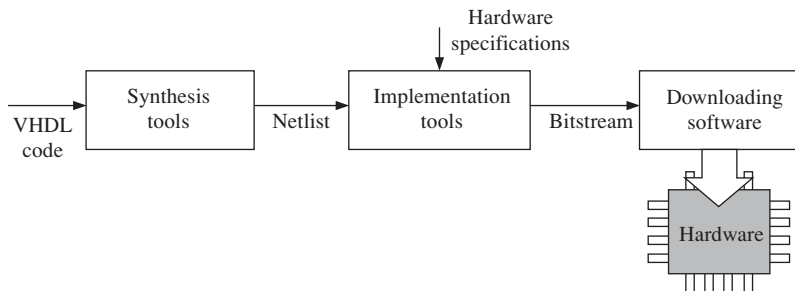 Hardware
specifications
Synthesis
tools
Implementation
tools
Downloading
software
VHDL
code
Netlist
Bitstream
Hardware